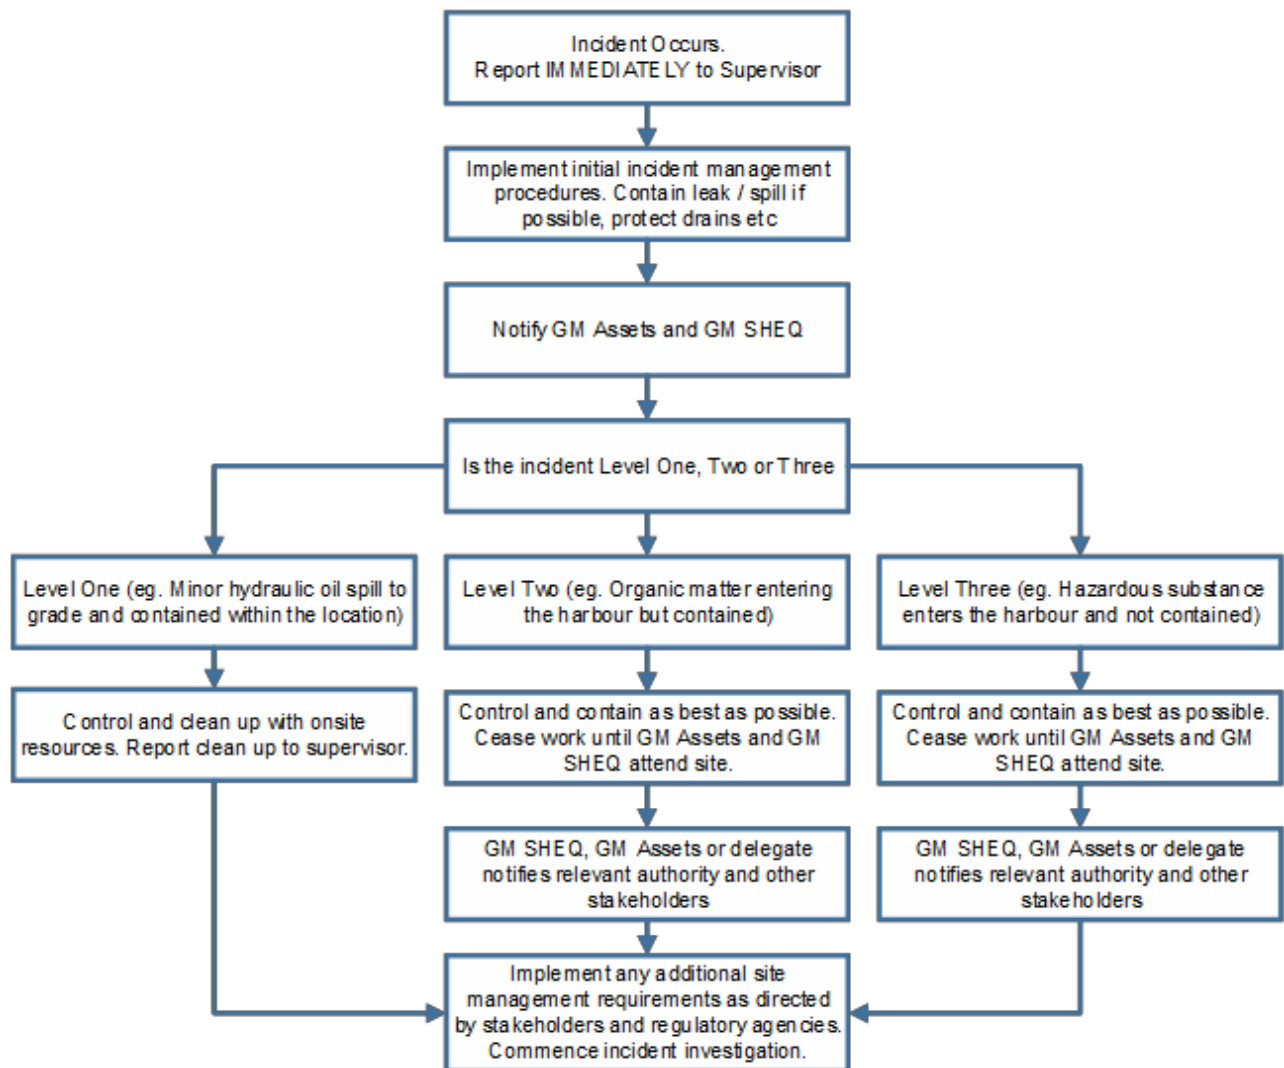 Incident Occurs.
Report IMMEDIATELY to Supervisor
Implement initial incident management
procedures. Contain leak / spill if
possible, protect drains etc
Notify GM Assets and GM SHEQ
Is the incident Level One, Two or Three
Level One (eg. Minor hydraulic oil spill to
grade and contained within the location)
Level Two (eg. Organic matter entering
the harbour but contained)
Level Three (eg. Hazardous substance
enters the harbour and not contained)
Control and clean up with onsite
resources. Report clean up to supervisor.
Control and contain as best as possible.
Cease work until GM Assets and GM
SHEQ attend site.
Control and contain as best as possible.
Cease work until GM Assets and GM
SHEQ attend site.
GM SHEQ, GM Assets or delegate
notifies relevant authority and other
stakeholders
GM SHEQ, GM Assets or delegate
notifies relevant authority and other
stakeholders
Implement any additional site
management requirements as directed
by stakeholders and regulatory agencies.
Commence incident investigation.